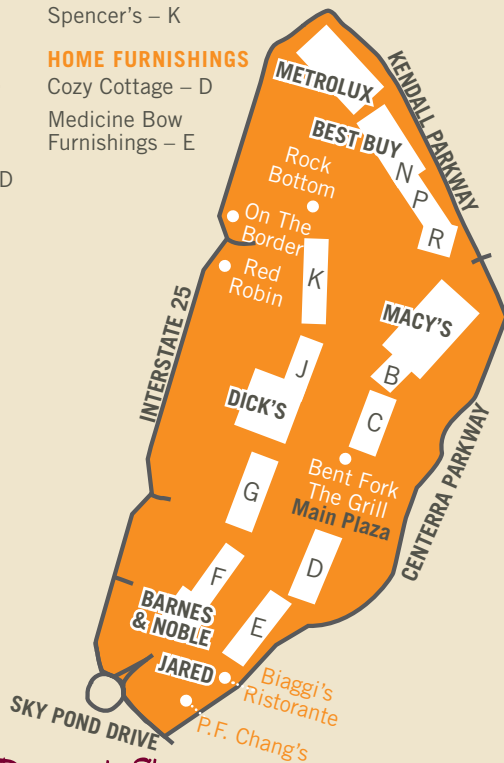 Spencer's – K
HOME FURNISHINGS
Cozy Cottage – D
Medicine Bow
Furnishings – E
D
METROLUX
KENDALL PARKWAY
BEST BUY
N
P
R
Rock
Bottom
On The
Border
Red
Robin
K
INTERSTATE 25
MACY'S
B
J
DICK'S
C
Bent Fork
The Grill
Main Plaza
CENTERRA PARKWAY
G
D
F
BARNES
& NOBLE
E
JARED
Biaggi's
Ristorante
P.F. Chang's
SKY POND DRIVE